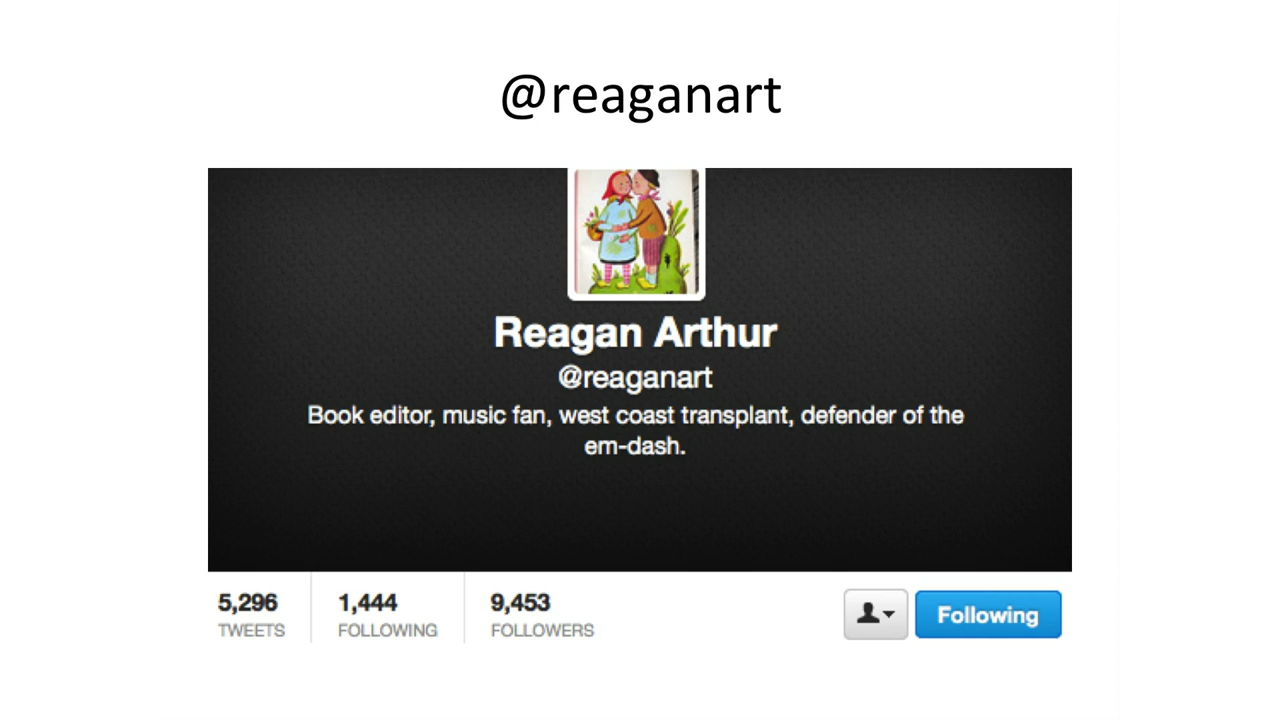 @reaganart
Reagan Arthur
@reaganart
Book editor, music fan, west coast transplant, defender of the
em-dash.
5,296
TWEETS
1,444
FOLLOWING
9,453
FOLLOWERS
Following